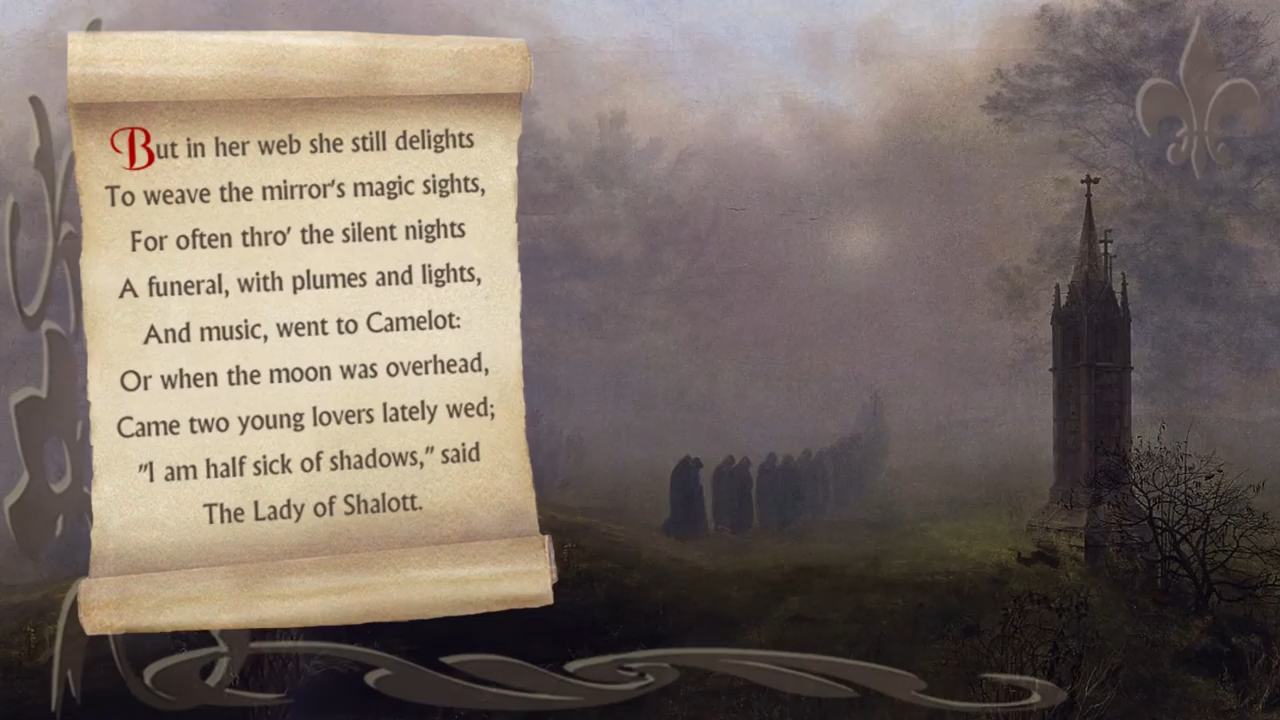 But in her web she still delights
To weave the mirror's magic sights,
For often thro' the silent nights
A funeral, with plumes and lights,
And music, went to Camelot:
Or when the moon was overhead,
Came two young lovers lately wed;
"I am half sick of shadows," said
The Lady of Shalott.